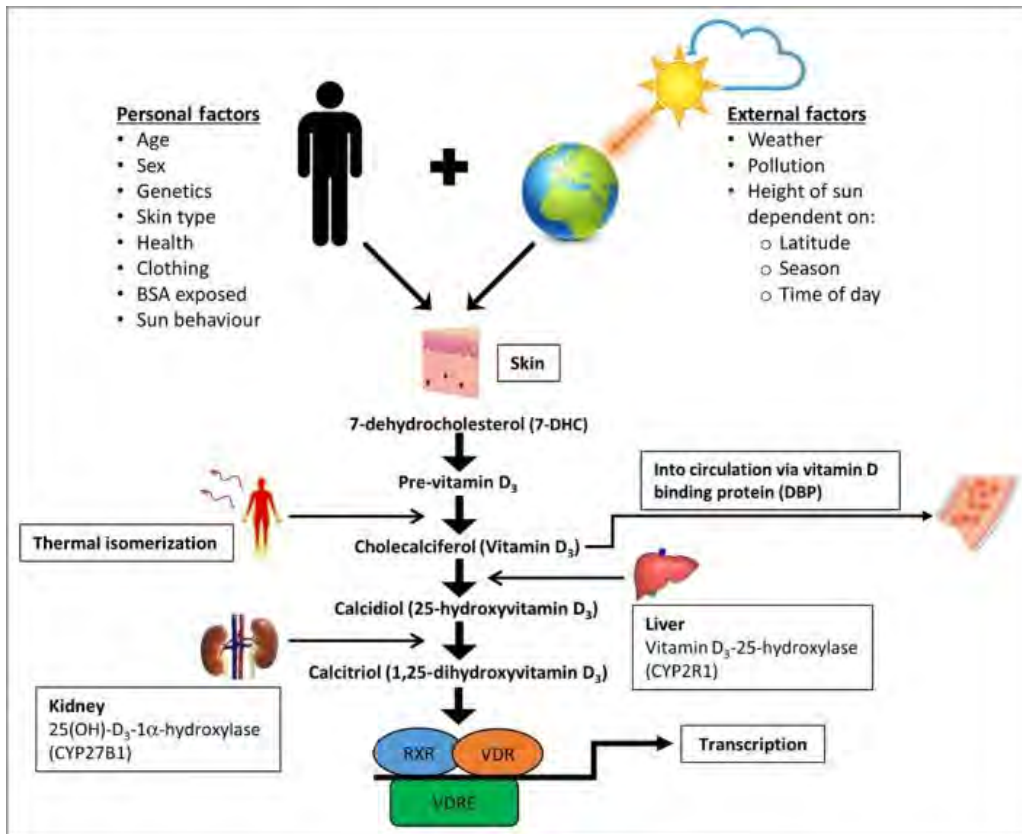 Personal factors
• Age
• Sex
• Genetics
• Skin type
• Health
• Clothing
• BSA exposed
• Sun behaviour
External factors
• Weather
• Pollution
• Height of sun
dependent on:
o Latitude
o Season
o Time of day
Skin
7-dehydrocholesterol (7-DHC)
Pre-vitamin D₃
Into circulation via vitamin D
binding protein (DBP)
Thermal isomerization
Cholecalciferol (Vitamin D₃)
Calcidiol (25-hydroxyvitamin D₃)
Liver
Vitamin D₃-25-hydroxylase
(CYP2R1)
Calcitriol (1,25-dihydroxyvitamin D₃)
Kidney
25(OH)-D₃-1α-hydroxylase
(CYP27B1)
RXR
VDR
VDRE
Transcription